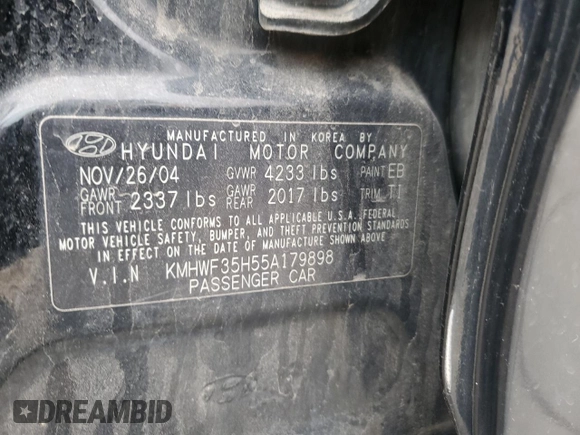 MANUFACTURED IN KOREA BY
HYUNDAI MOTOR COMPANY
NOV/26/04 GVWR 4233 lbs PAINT EB
GAWR FRONT 2337 lbs GAWR REAR 2017 lbs TRIM TI
THIS VEHICLE CONFORMS TO ALL APPLICABLE U.S.A. FEDERAL
MOTOR VEHICLE SAFETY, BUMPER, AND THEFT PREVENTION STANDARDS
IN EFFECT ON THE DATE OF MANUFACTURE SHOWN ABOVE.
V.I.N KMHWF35H55A179898
PASSENGER CAR
DREAMBID